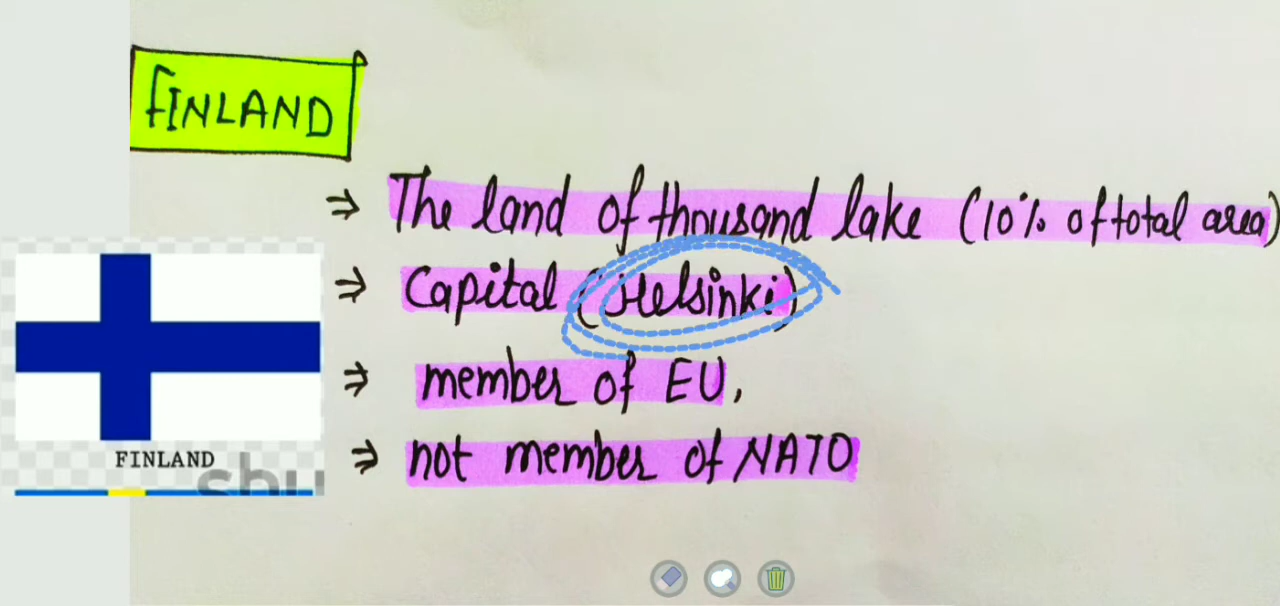 FINLAND
⇒ The land of thousand lake (10% of total area)
⇒ Capital (Helsinki)
⇒ member of EU,
⇒ not member of NATO
FINLAND
shu